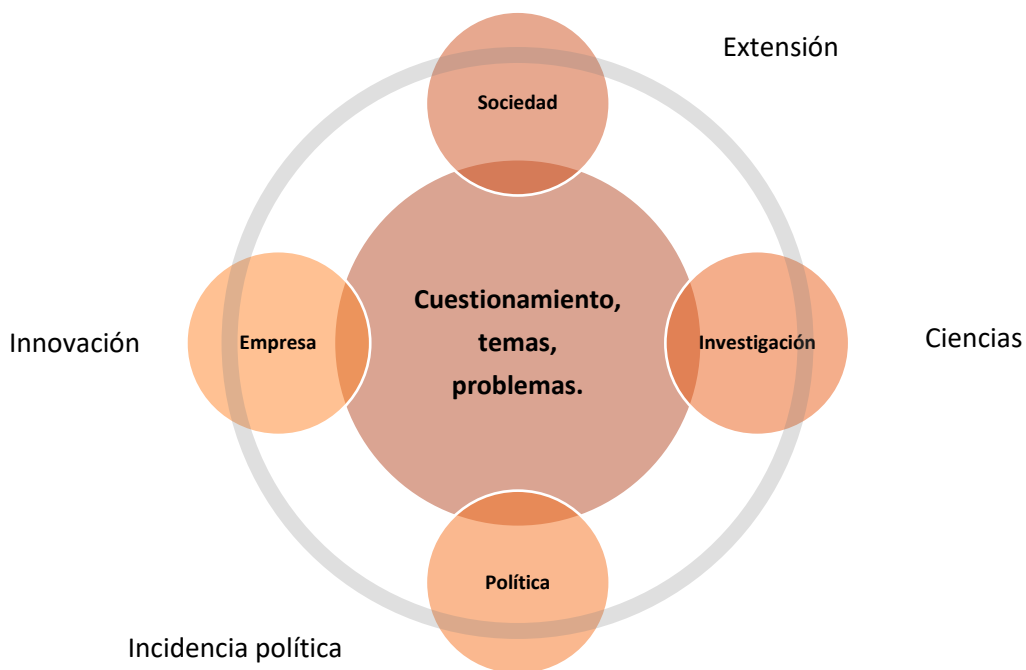 Extensión
Sociedad
Cuestionamiento,
temas,
problemas.
Innovación
Empresa
Investigación
Ciencias
Política
Incidencia política